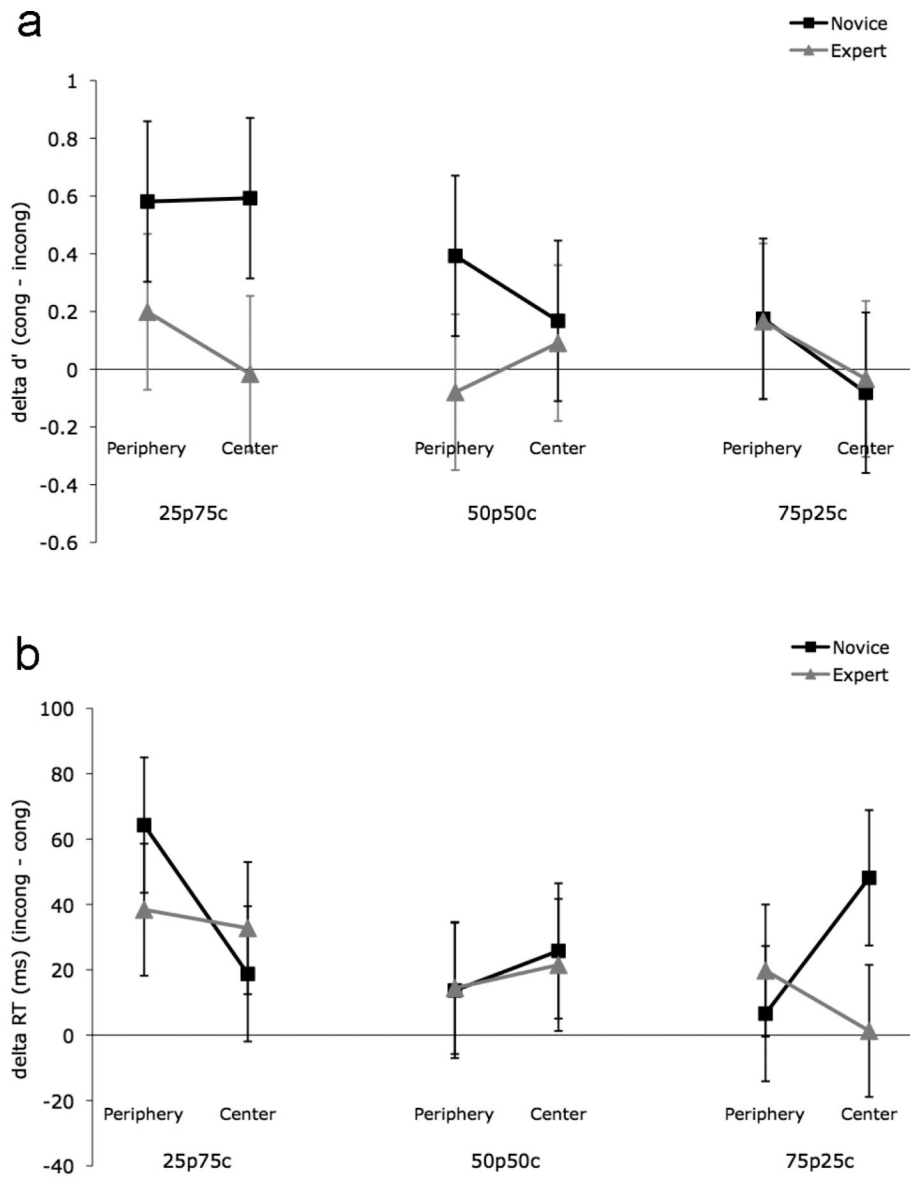 a
Novice
Expert
1
0.8
0.6
0.4
0.2
0
-0.2
-0.4
-0.6
delta d' (cong - incong)
Periphery Center Periphery Center Periphery Center
25p75c 50p50c 75p25c
b
Novice
Expert
100
80
60
40
20
0
-20
-40
delta RT (ms) (incong - cong)
Periphery Center Periphery Center Periphery Center
25p75c 50p50c 75p25c